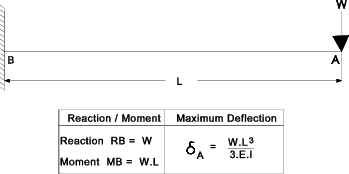 W
B
A
L
Reaction / Moment
Maximum Deflection
Reaction RB = W
Moment MB = W.L
δA = W.L3
3.E.I